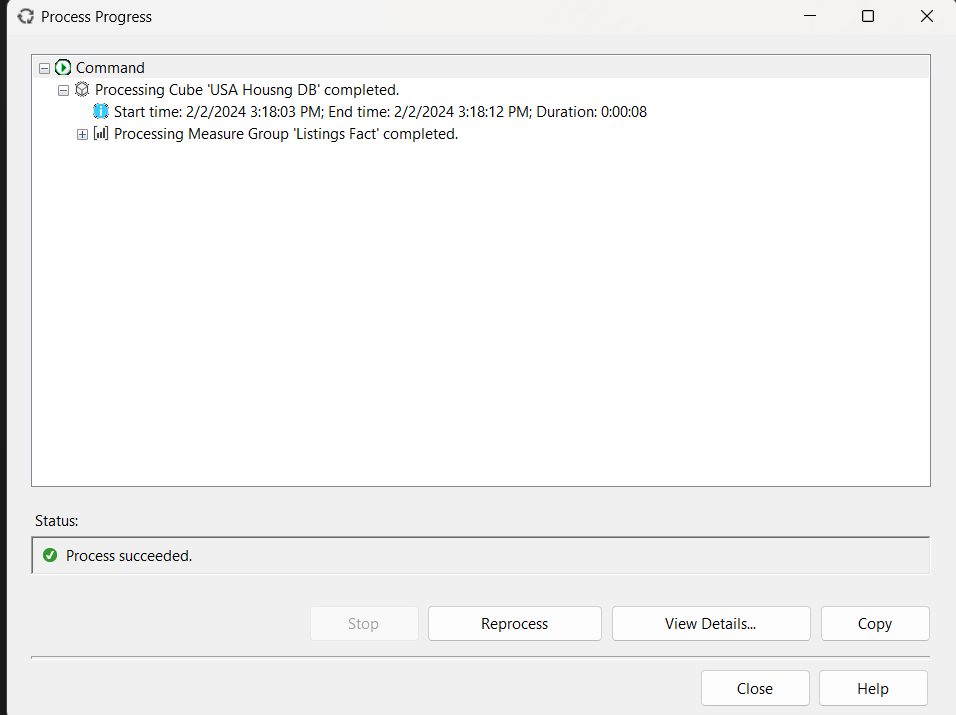 Process Progress
Command
Processing Cube 'USA Housng DB' completed.
Start time: 2/2/2024 3:18:03 PM; End time: 2/2/2024 3:18:12 PM; Duration: 0:00:08
Processing Measure Group 'Listings Fact' completed.
Status:
Process succeeded.
Stop Reprocess View Details... Copy
Close Help